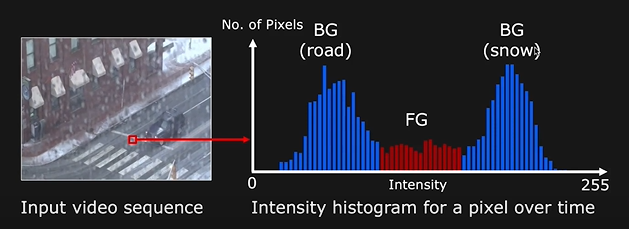 No. of Pixels
BG
(road)
BG
(snow)
FG
0
Intensity
255
Input video sequence
Intensity histogram for a pixel over time